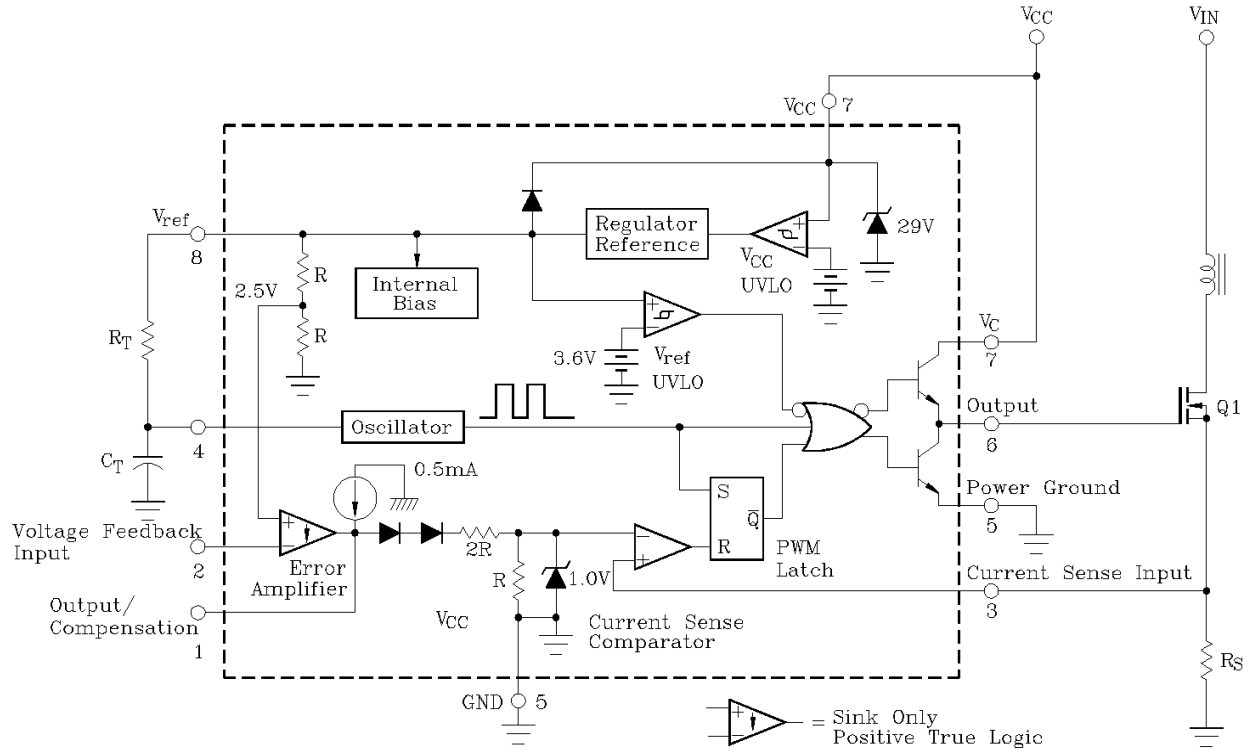 VCC
VIN
VCC 7
Vref
8
Regulator
Reference
29V
VCC
UVLO
R
2.5V
Internal
Bias
R
RT
3.6V
Vref
UVLO
VC
7
Output
6
Q1
Oscillator
4
CT
0.5mA
S
Q
R
PWM
Latch
Power Ground
5
Voltage Feedback
Input
2
Error
Amplifier
2R
R
1.0V
Current Sense Input
3
Output/
Compensation
1
VCC
Current Sense
Comparator
RS
GND 5
= Sink Only
Positive True Logic